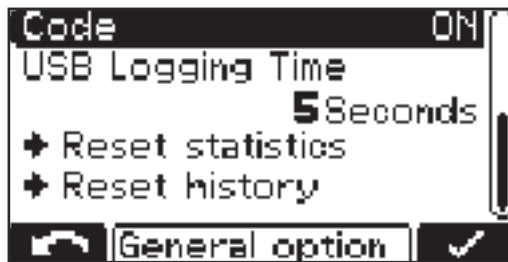 Code ON
USB Logging Time
5 Seconds
Reset statistics
Reset history
General option